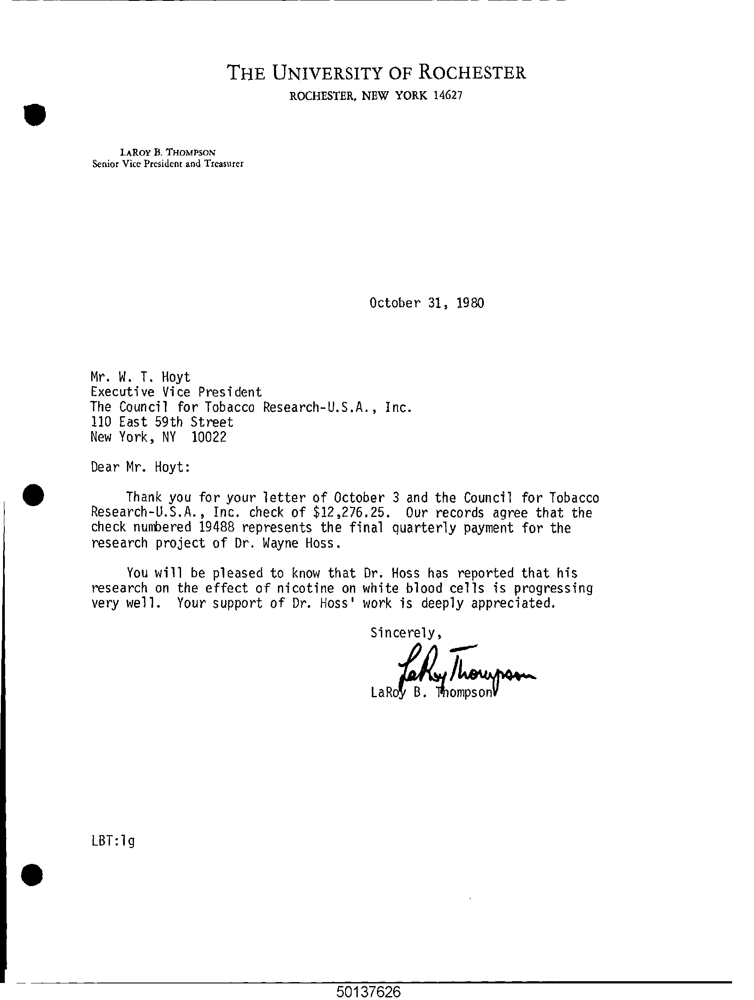 THE UNIVERSITY OF ROCHESTER
ROCHESTER, NEW YORK 14627
LAROY B. THOMPSON
Senior Vice President and Treasurer
October 31, 1980
Mr. W. T. Hoyt
Executive Vice President
The Council for Tobacco Research-U.S.A., Inc.
110 East 59th Street
New York, NY 10022
Dear Mr. Hoyt:
Thank you for your letter of October 3 and the Council for Tobacco
Research-U.S.A., Inc. check of $12,276.25. Our records agree that the
check numbered 19488 represents the final quarterly payment for the
research project of Dr. Wayne Hoss.
You will be pleased to know that Dr. Hoss has reported that his
research on the effect of nicotine on white blood cells is progressing
very well. Your support of Dr. Hoss' work is deeply appreciated.
Sincerely,
LaRoy Thompson
LaRoy B. Thompson
LBT:lg
50137626